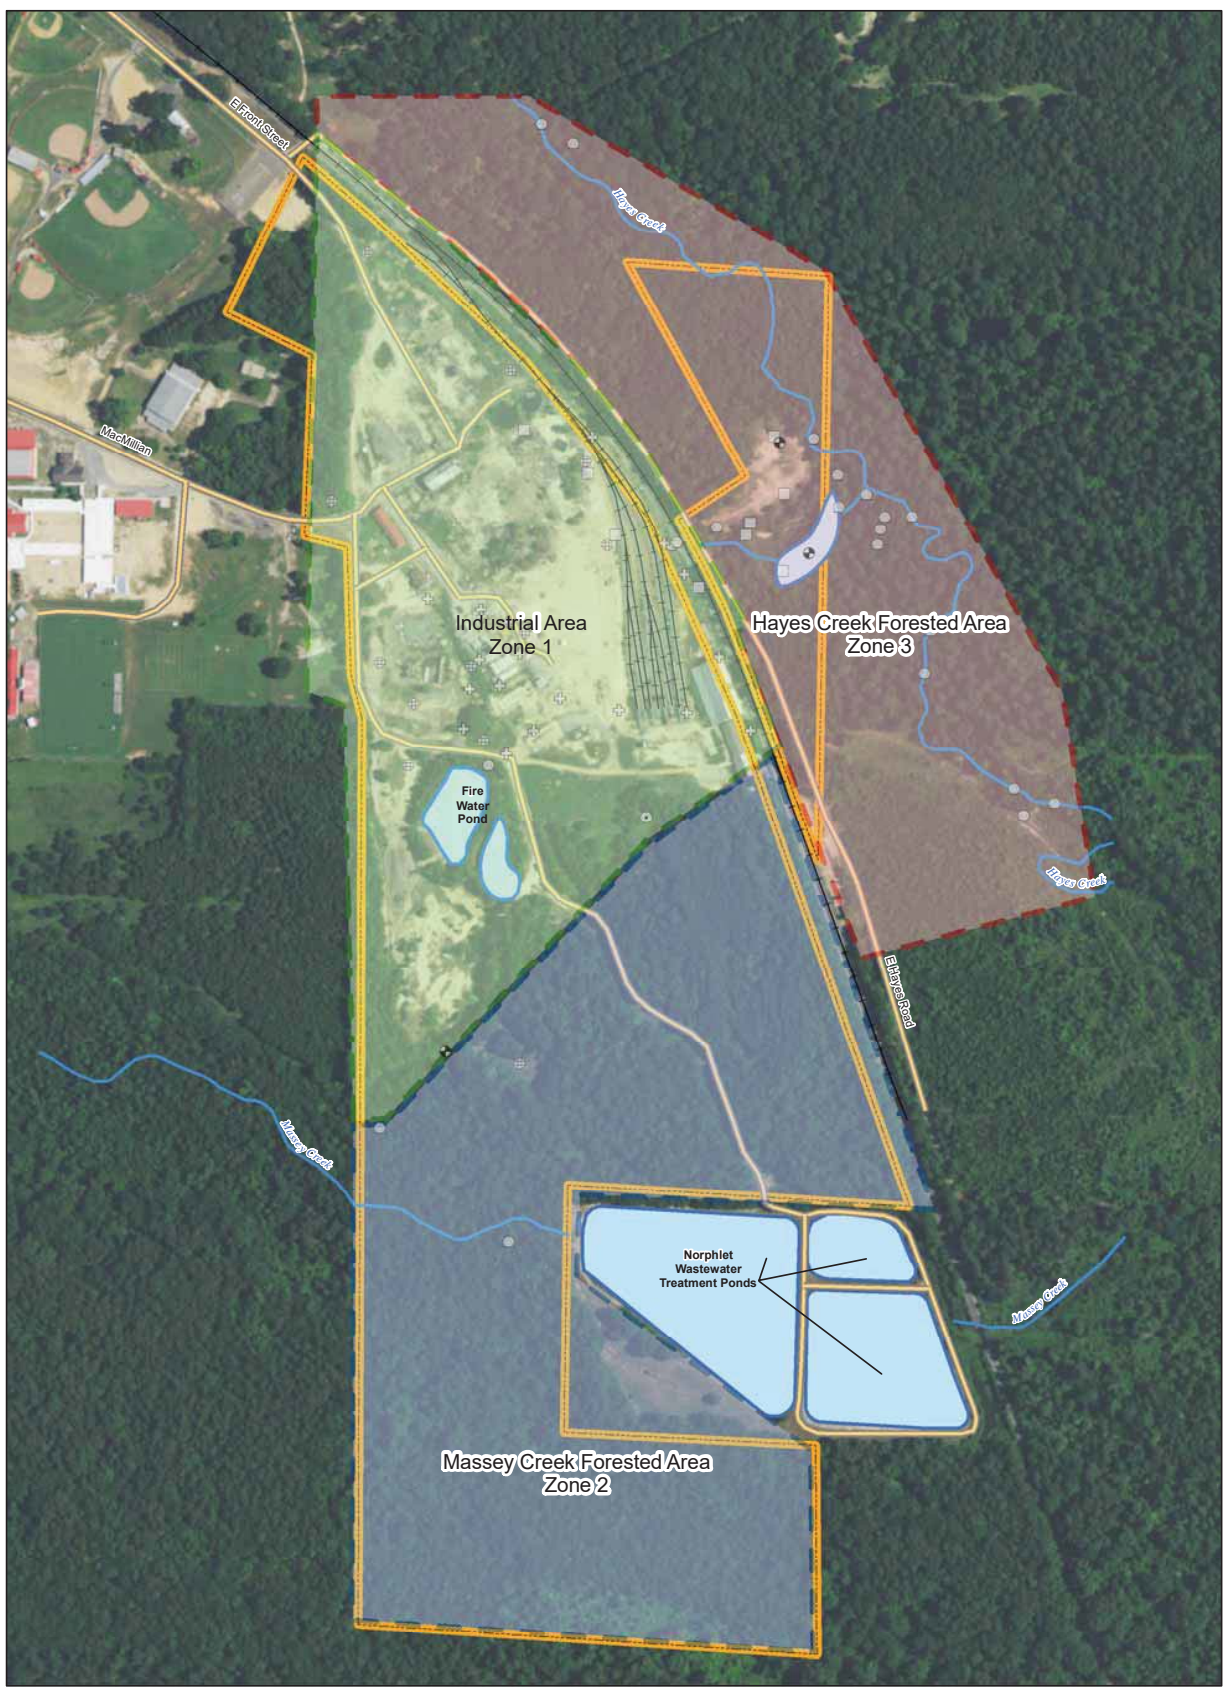 E Front Street
Hayes Creek
MacMillian
Industrial Area
Zone 1
Hayes Creek Forested Area
Zone 3
Fire
Water
Pond
Hayes Creek
E Hayes Road
Massey Creek
Norphlet
Wastewater
Treatment Ponds
Massey Creek
Massey Creek Forested Area
Zone 2